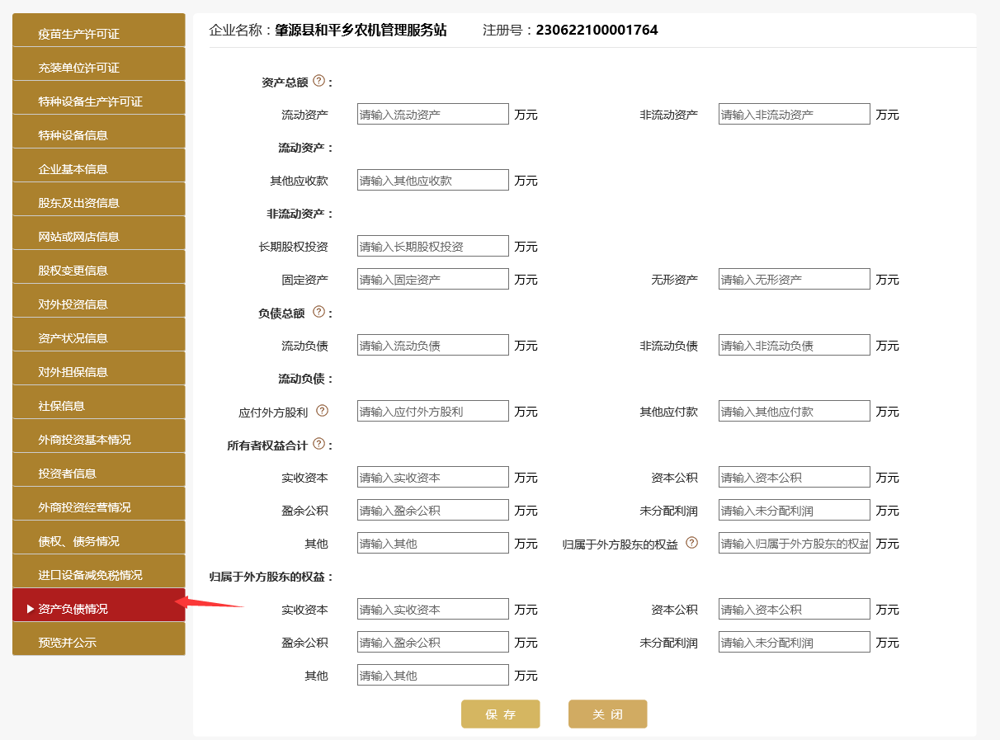 疫苗生产许可证
充装单位许可证
特种设备生产许可证
特种设备信息
企业基本信息
股东及出资信息
网站或网店信息
股权变更信息
对外投资信息
资产状况信息
对外担保信息
社保信息
外商投资基本情况
投资者信息
外商投资经营情况
债权、债务情况
进口设备减免税情况
资产负债情况
预览并公示
企业名称：肇源县和平乡农机管理服务站 注册号：230622100001764
资产总额 ?：
流动资产 请输入流动资产 万元 非流动资产 请输入非流动资产 万元
流动资产：
其他应收款 请输入其他应收款 万元
非流动资产：
长期股权投资 请输入长期股权投资 万元
固定资产 请输入固定资产 万元 无形资产 请输入无形资产 万元
负债总额 ?：
流动负债 请输入流动负债 万元 非流动负债 请输入非流动负债 万元
流动负债：
应付外方股利 ? 请输入应付外方股利 万元 其他应付款 请输入其他应付款 万元
所有者权益合计 ?：
实收资本 请输入实收资本 万元 资本公积 请输入资本公积 万元
盈余公积 请输入盈余公积 万元 未分配利润 请输入未分配利润 万元
其他 请输入其他 万元 归属于外方股东的权益 ? 请输入归属于外方股东的权益 万元
归属于外方股东的权益：
实收资本 请输入实收资本 万元 资本公积 请输入资本公积 万元
盈余公积 请输入盈余公积 万元 未分配利润 请输入未分配利润 万元
其他 请输入其他 万元
保 存 关 闭